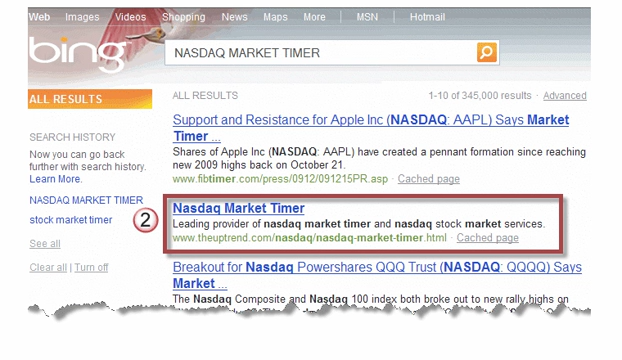 Web Images Videos Shopping News Maps More | MSN | Hotmail
bing
NASDAQ MARKET TIMER
ALL RESULTS
ALL RESULTS 1-10 of 345,000 results · Advanced
SEARCH HISTORY
Now you can go back
further with search history.
Learn More.
NASDAQ MARKET TIMER
stock market timer
See all
Clear all | Turn off
Support and Resistance for Apple Inc (NASDAQ: AAPL) Says Market
Timer ...
Shares of Apple Inc (NASDAQ: AAPL) have created a pennant formation since reaching
new 2009 highs back on October 21.
www.fibtimer.com/press/0912/091215PR.asp · Cached page
2
Nasdaq Market Timer
Leading provider of nasdaq market timer and nasdaq stock market services.
www.theuptrend.com/nasdaq/nasdaq-market-timer.html · Cached page
Breakout for Nasdaq Powershares QQQ Trust (NASDAQ: QQQQ) Says
Market ...
The Nasdaq Composite and Nasdaq 100 index both broke out to new rally highs on